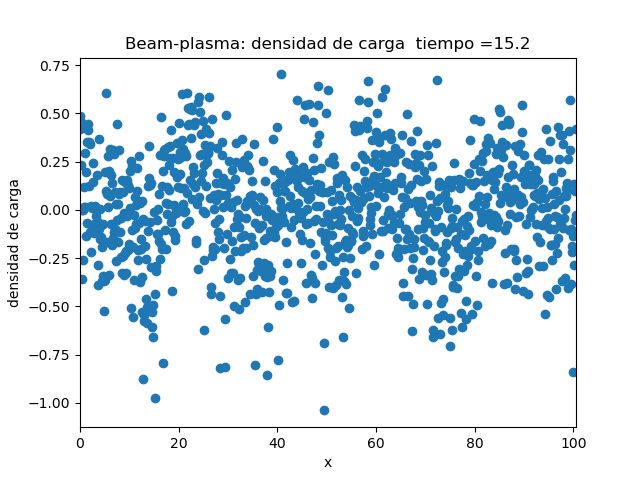 Beam-plasma: densidad de carga  tiempo =15.2
densidad de carga
0.75
0.50
0.25
0.00
−0.25
−0.50
−0.75
−1.00
0 20 40 60 80 100
x